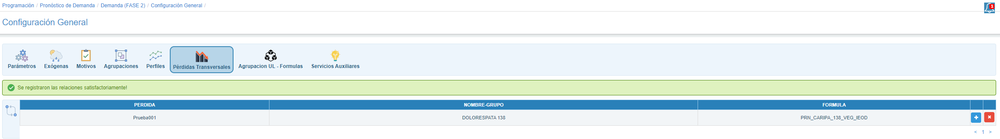 Programación / Pronóstico de Demanda / Demanda (FASE 2) / Configuración General /
1
Configuración General
Parámetros Exógenas Motivos Agrupaciones Perfiles Pérdidas Transversales Agrupacion UL - Formulas Servicios Auxiliares
Se registraron las relaciones satisfactoriamente!
PERDIDA NOMBRE-GRUPO FORMULA
Prueba001 DOLORESPATA 138 PRN_CARIPA_138_VEG_IEOD
< 1 >